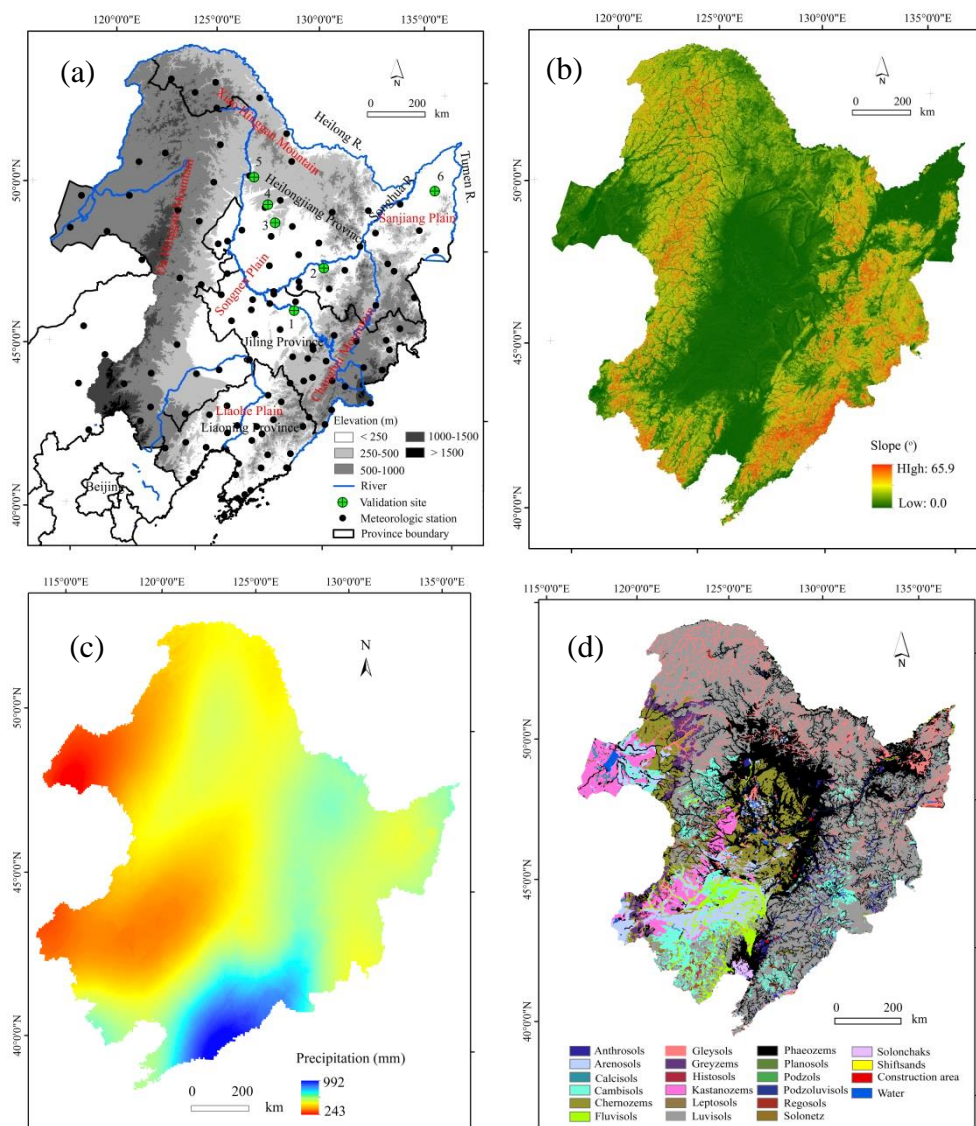 120°0'0"E 125°0'0"E 130°0'0"E 135°0'0"E
(a)
N
0 200
km
Xiao Hinggan Mountain
Heilong R.
Tumen R.
50°0'0"N
5
4
3
6
Heilongjiang Province
Songhua R.
Sanjiang Plain
2
Songnen Plain
1
45°0'0"N
Jiling Province
Changbai Mountain
Liaohe Plain
Liaoning Province
Beijing
40°0'0"N
Elevation (m)
< 250 1000-1500
250-500 > 1500
500-1000
River
Validation site
Meteorologic station
Province boundary
120°0'0"E 125°0'0"E 130°0'0"E 135°0'0"E
(b)
N
0 200
km
50°0'0"N
45°0'0"N
40°0'0"N
Slope (°)
HIgh: 65.9
Low: 0.0
115°0'0"E 120°0'0"E 125°0'0"E 130°0'0"E 135°0'0"E
(c)
N
50°0'0"N
45°0'0"N
40°0'0"N
Precipitation (mm)
992
243
0 200
km
115°0'0"E 120°0'0"E 125°0'0"E 130°0'0"E 135°0'0"E
(d)
N
50°0'0"N
45°0'0"N
40°0'0"N
0 200
km
Anthrosols Gleysols Phaeozems Solonchaks
Arenosols Greyzems Planosols Shiftsands
Calcisols Histosols Podzols Construction area
Cambisols Kastanozems Podzoluvisols Water
Chernozems Leptosols Regosols
Fluvisols Luvisols Solonetz